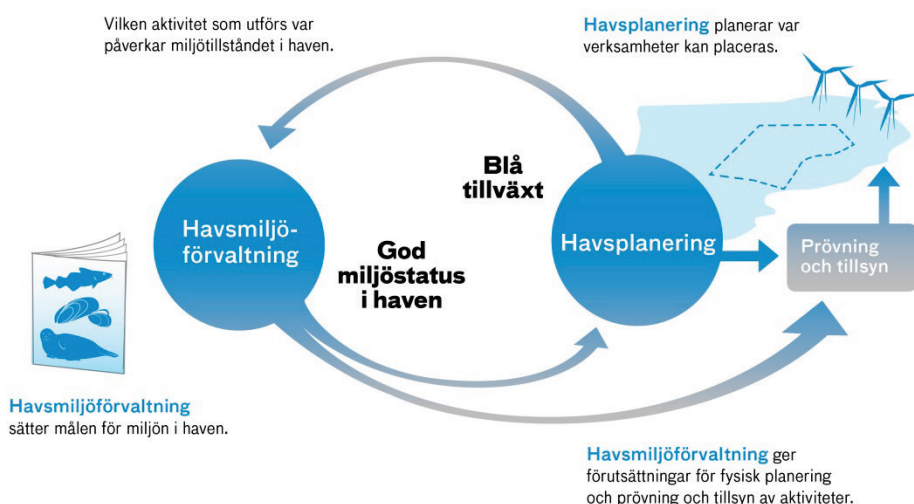 Vilken aktivitet som utförs var
påverkar miljötillståndet i haven.
Havsplanering planerar var
verksamheter kan placeras.
Blå
tillväxt
Havsmiljö-
förvaltning
God
miljöstatus
i haven
Havsplanering
Prövning
och tillsyn
Havsmiljöförvaltning
sätter målen för miljön i haven.
Havsmiljöförvaltning ger
förutsättningar för fysisk planering
och prövning och tillsyn av aktiviteter.